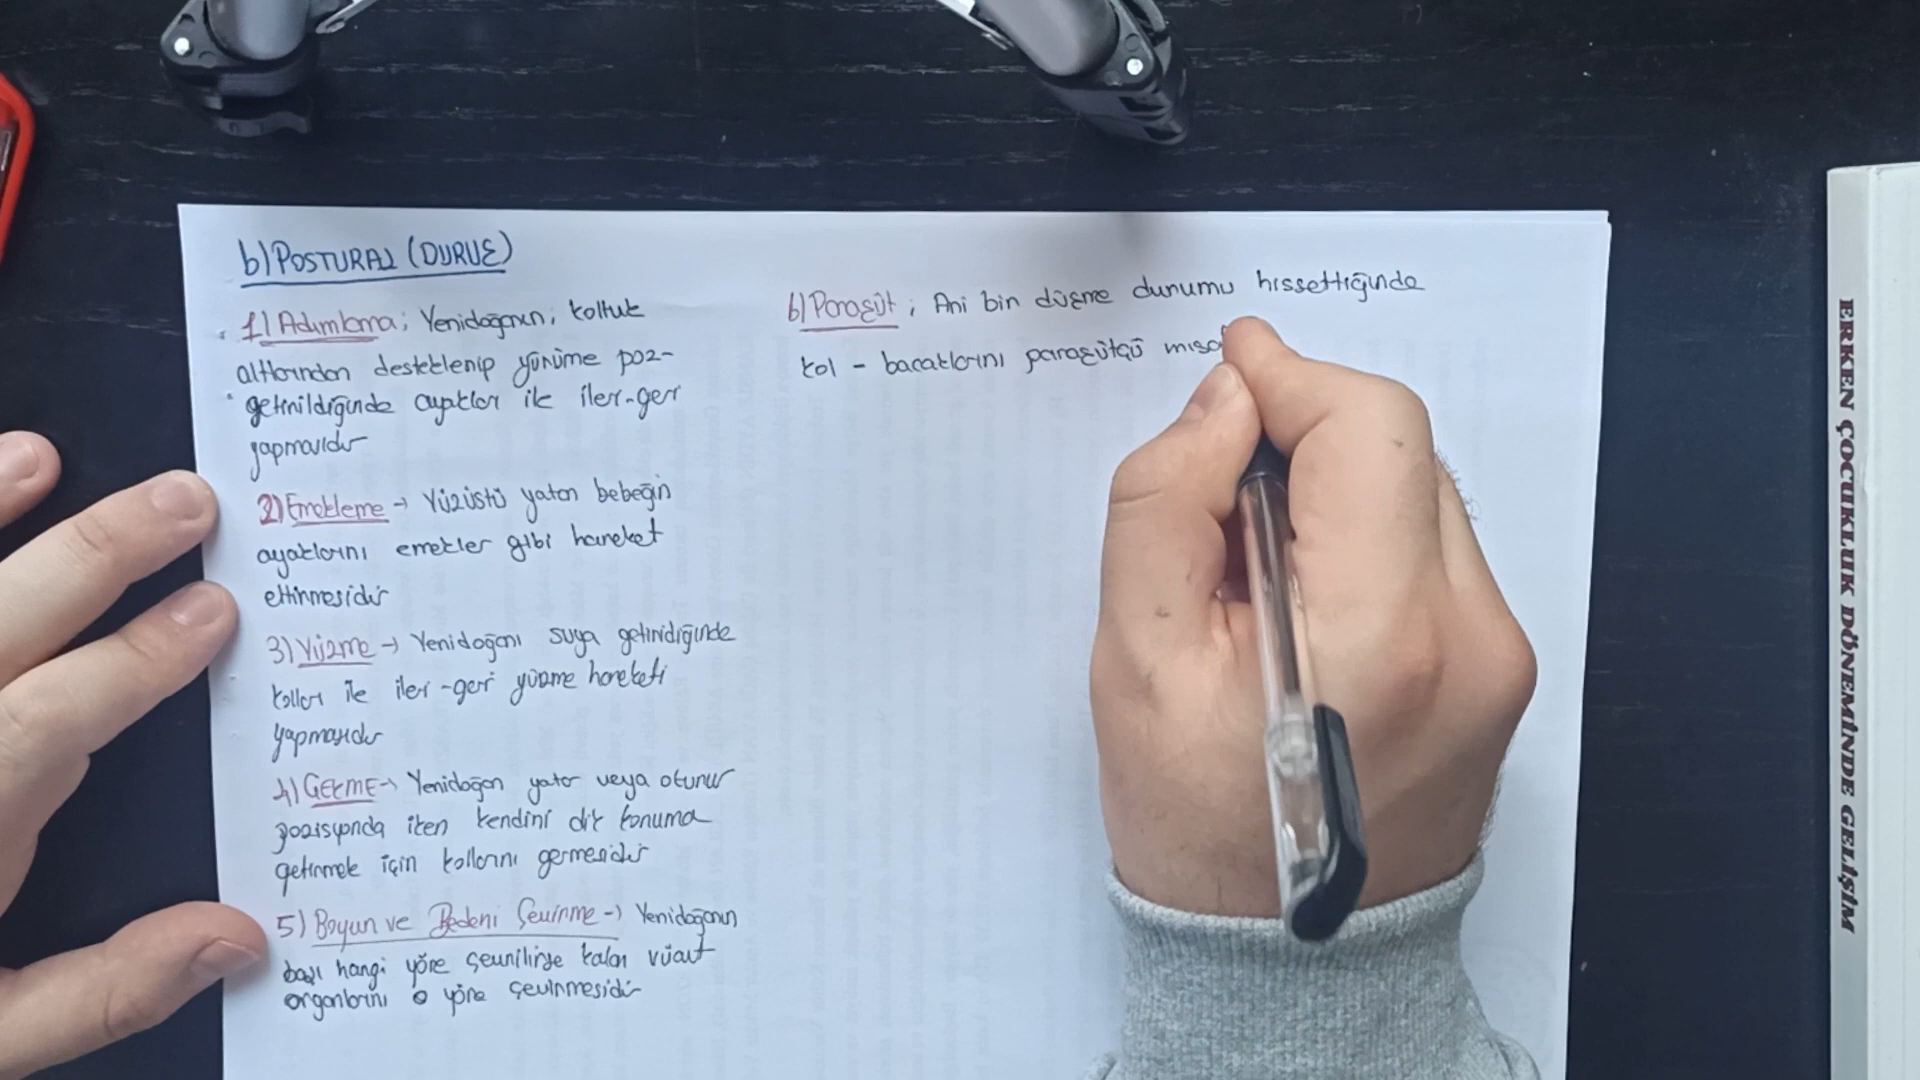 b) POSTURAL (DURUŞ)
1) Adımlama; Yenidoğanın; koltuk
altlarından desteklenip yürüme poz-
getirildiğinde ayaklar ile ileri-geri
yapmasıdır
2) Emekleme → Yüzüstü yatan bebeğin
ayaklarını emekler gibi hareket
ettirmesidir
3) Yüzme → Yenidoğanı suya getirildiğinde
kolları ile ileri-geri yüzme hareketi
yapmasıdır
4) GERME → Yenidoğan yatar veya oturur
pozisyonda iken kendini dik konuma
getirmek için kollarını germesidir
5) Boyun ve Bedeni Çevirme → Yenidoğanın
başı hangi yöne çevrilirse kalan vücut
organlarını o yöne çevirmesidir
6) Paraşüt; Ani bir düşme durumu hissettiğinde
kol - bacaklarını paraşütçü misa
ERKEN ÇOCUKLUK DÖNEMİNDE GELİŞİM